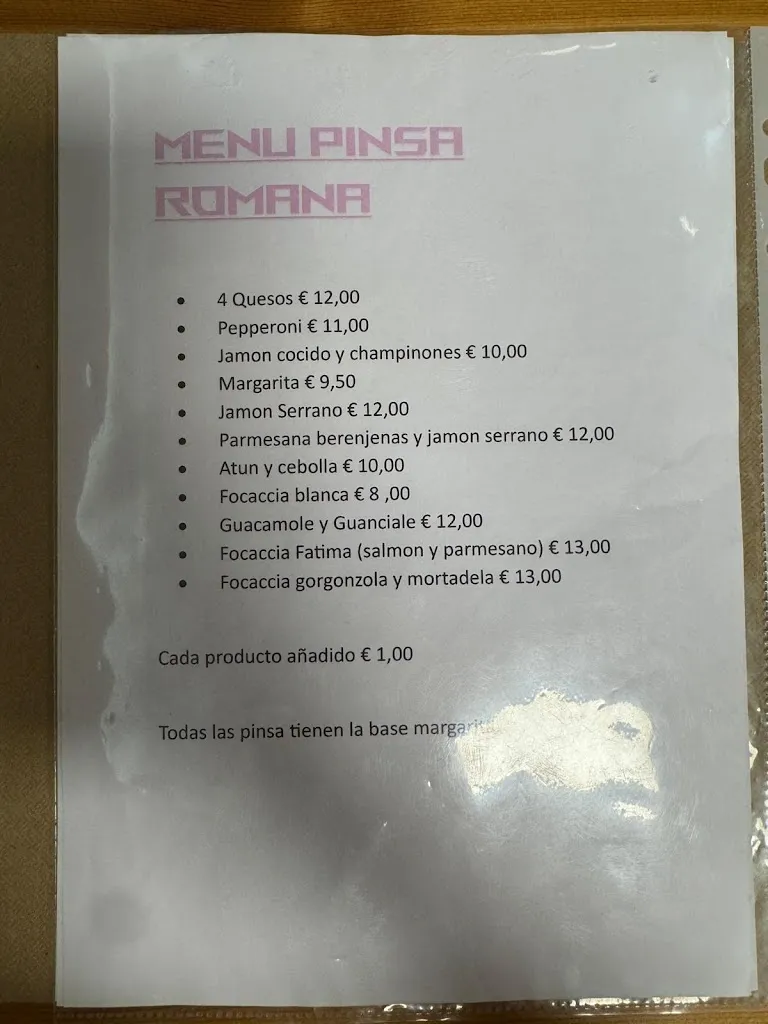 MENU PINSA
ROMANA
• 4 Quesos € 12,00
• Pepperoni € 11,00
• Jamon cocido y champinones € 10,00
• Margarita € 9,50
• Jamon Serrano € 12,00
• Parmesana berenjenas y jamon serrano € 12,00
• Atun y cebolla € 10,00
• Focaccia blanca € 8 ,00
• Guacamole y Guanciale € 12,00
• Focaccia Fatima (salmon y parmesano) € 13,00
• Focaccia gorgonzola y mortadela € 13,00
Cada producto añadido € 1,00
Todas las pinsa tienen la base